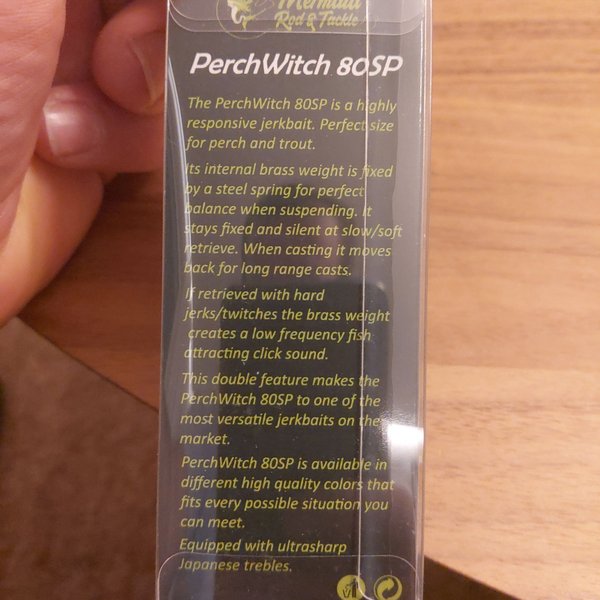 Mermaid
Rod & Tackle
PerchWitch 80SP
The PerchWitch 80SP is a highly
responsive jerkbait. Perfect size
for perch and trout.
Its internal brass weight is fixed
by a steel spring for perfect
balance when suspending. It
stays fixed and silent at slow/soft
retrieve. When casting it moves
back for long range casts.
If retrieved with hard
jerks/twitches the brass weight
creates a low frequency fish
attracting click sound.
This double feature makes the
PerchWitch 80SP to one of the
most versatile jerkbaits on the
market.
PerchWitch 80SP is available in
different high quality colors that
fits every possible situation you
can meet.
Equipped with ultrasharp
Japanese trebles.